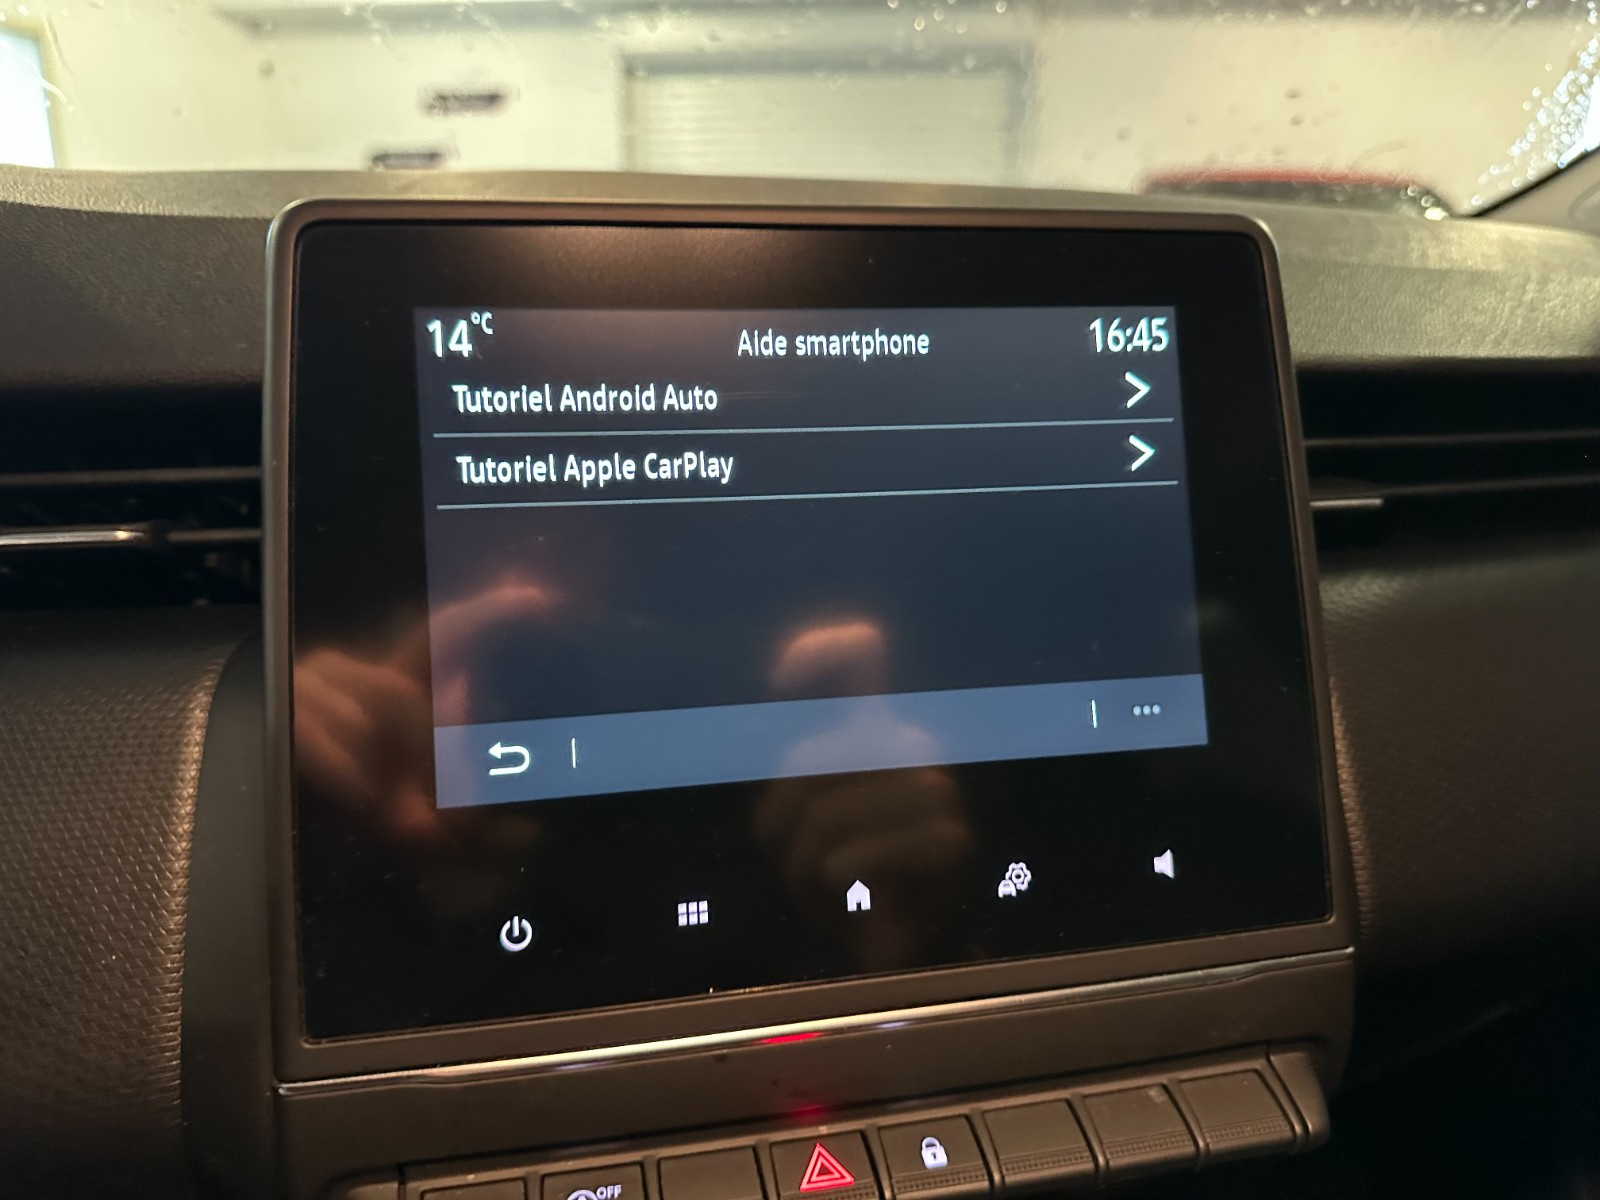 14°C
Aide smartphone
16:45
Tutoriel Android Auto
Tutoriel Apple CarPlay
OFF